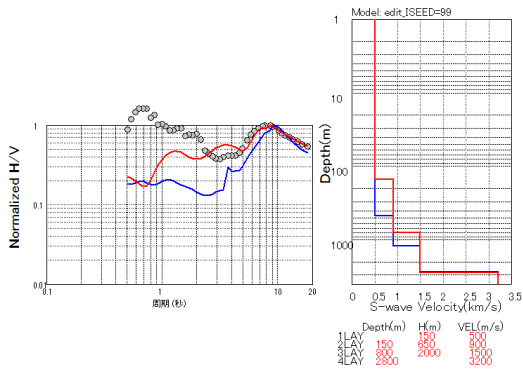 Model: edit_ISEED=99
Normalized H/V
1
0.1
0.01
0.1
1
10
20
周期(秒)
Depth(m)
1
10
100
1000
0
0.5
1
1.5
2
2.5
3
3.5
S-wave Velocity(km/s)
Depth(m) H(m) VEL(m/s)
1LAY 150 500
2LAY 150 650 900
3LAY 800 2000 1500
4LAY 2800 3200